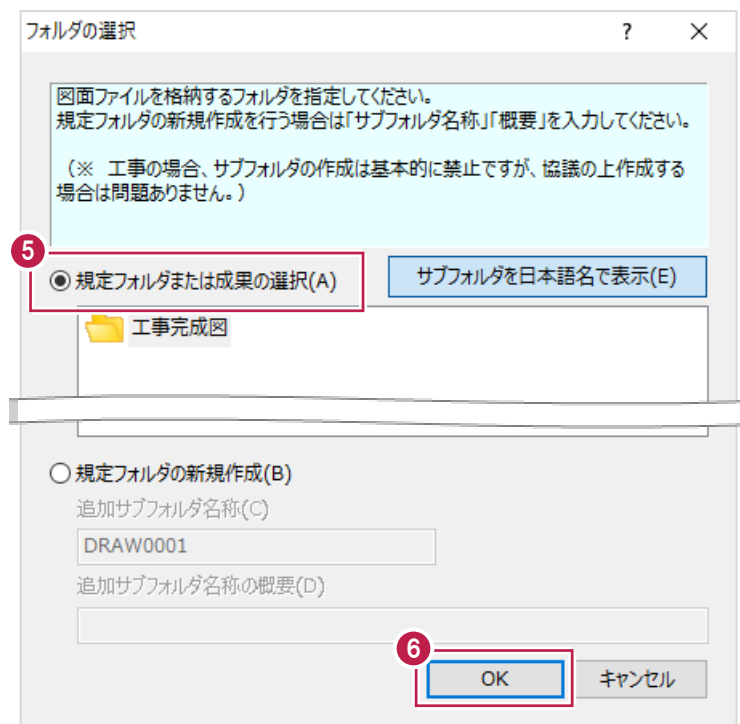 フォルダの選択
?
×
図面ファイルを格納するフォルダを指定してください。
規定フォルダの新規作成を行う場合は「サブフォルダ名称」「概要」を入力してください。
（※　工事の場合、サブフォルダの作成は基本的に禁止ですが、協議の上作成する
場合は問題ありません。）
5
規定フォルダまたは成果の選択(A)
サブフォルダを日本語名で表示(E)
工事完成図
規定フォルダの新規作成(B)
追加サブフォルダ名称(C)
DRAW0001
追加サブフォルダ名称の概要(D)
6
OK
キャンセル